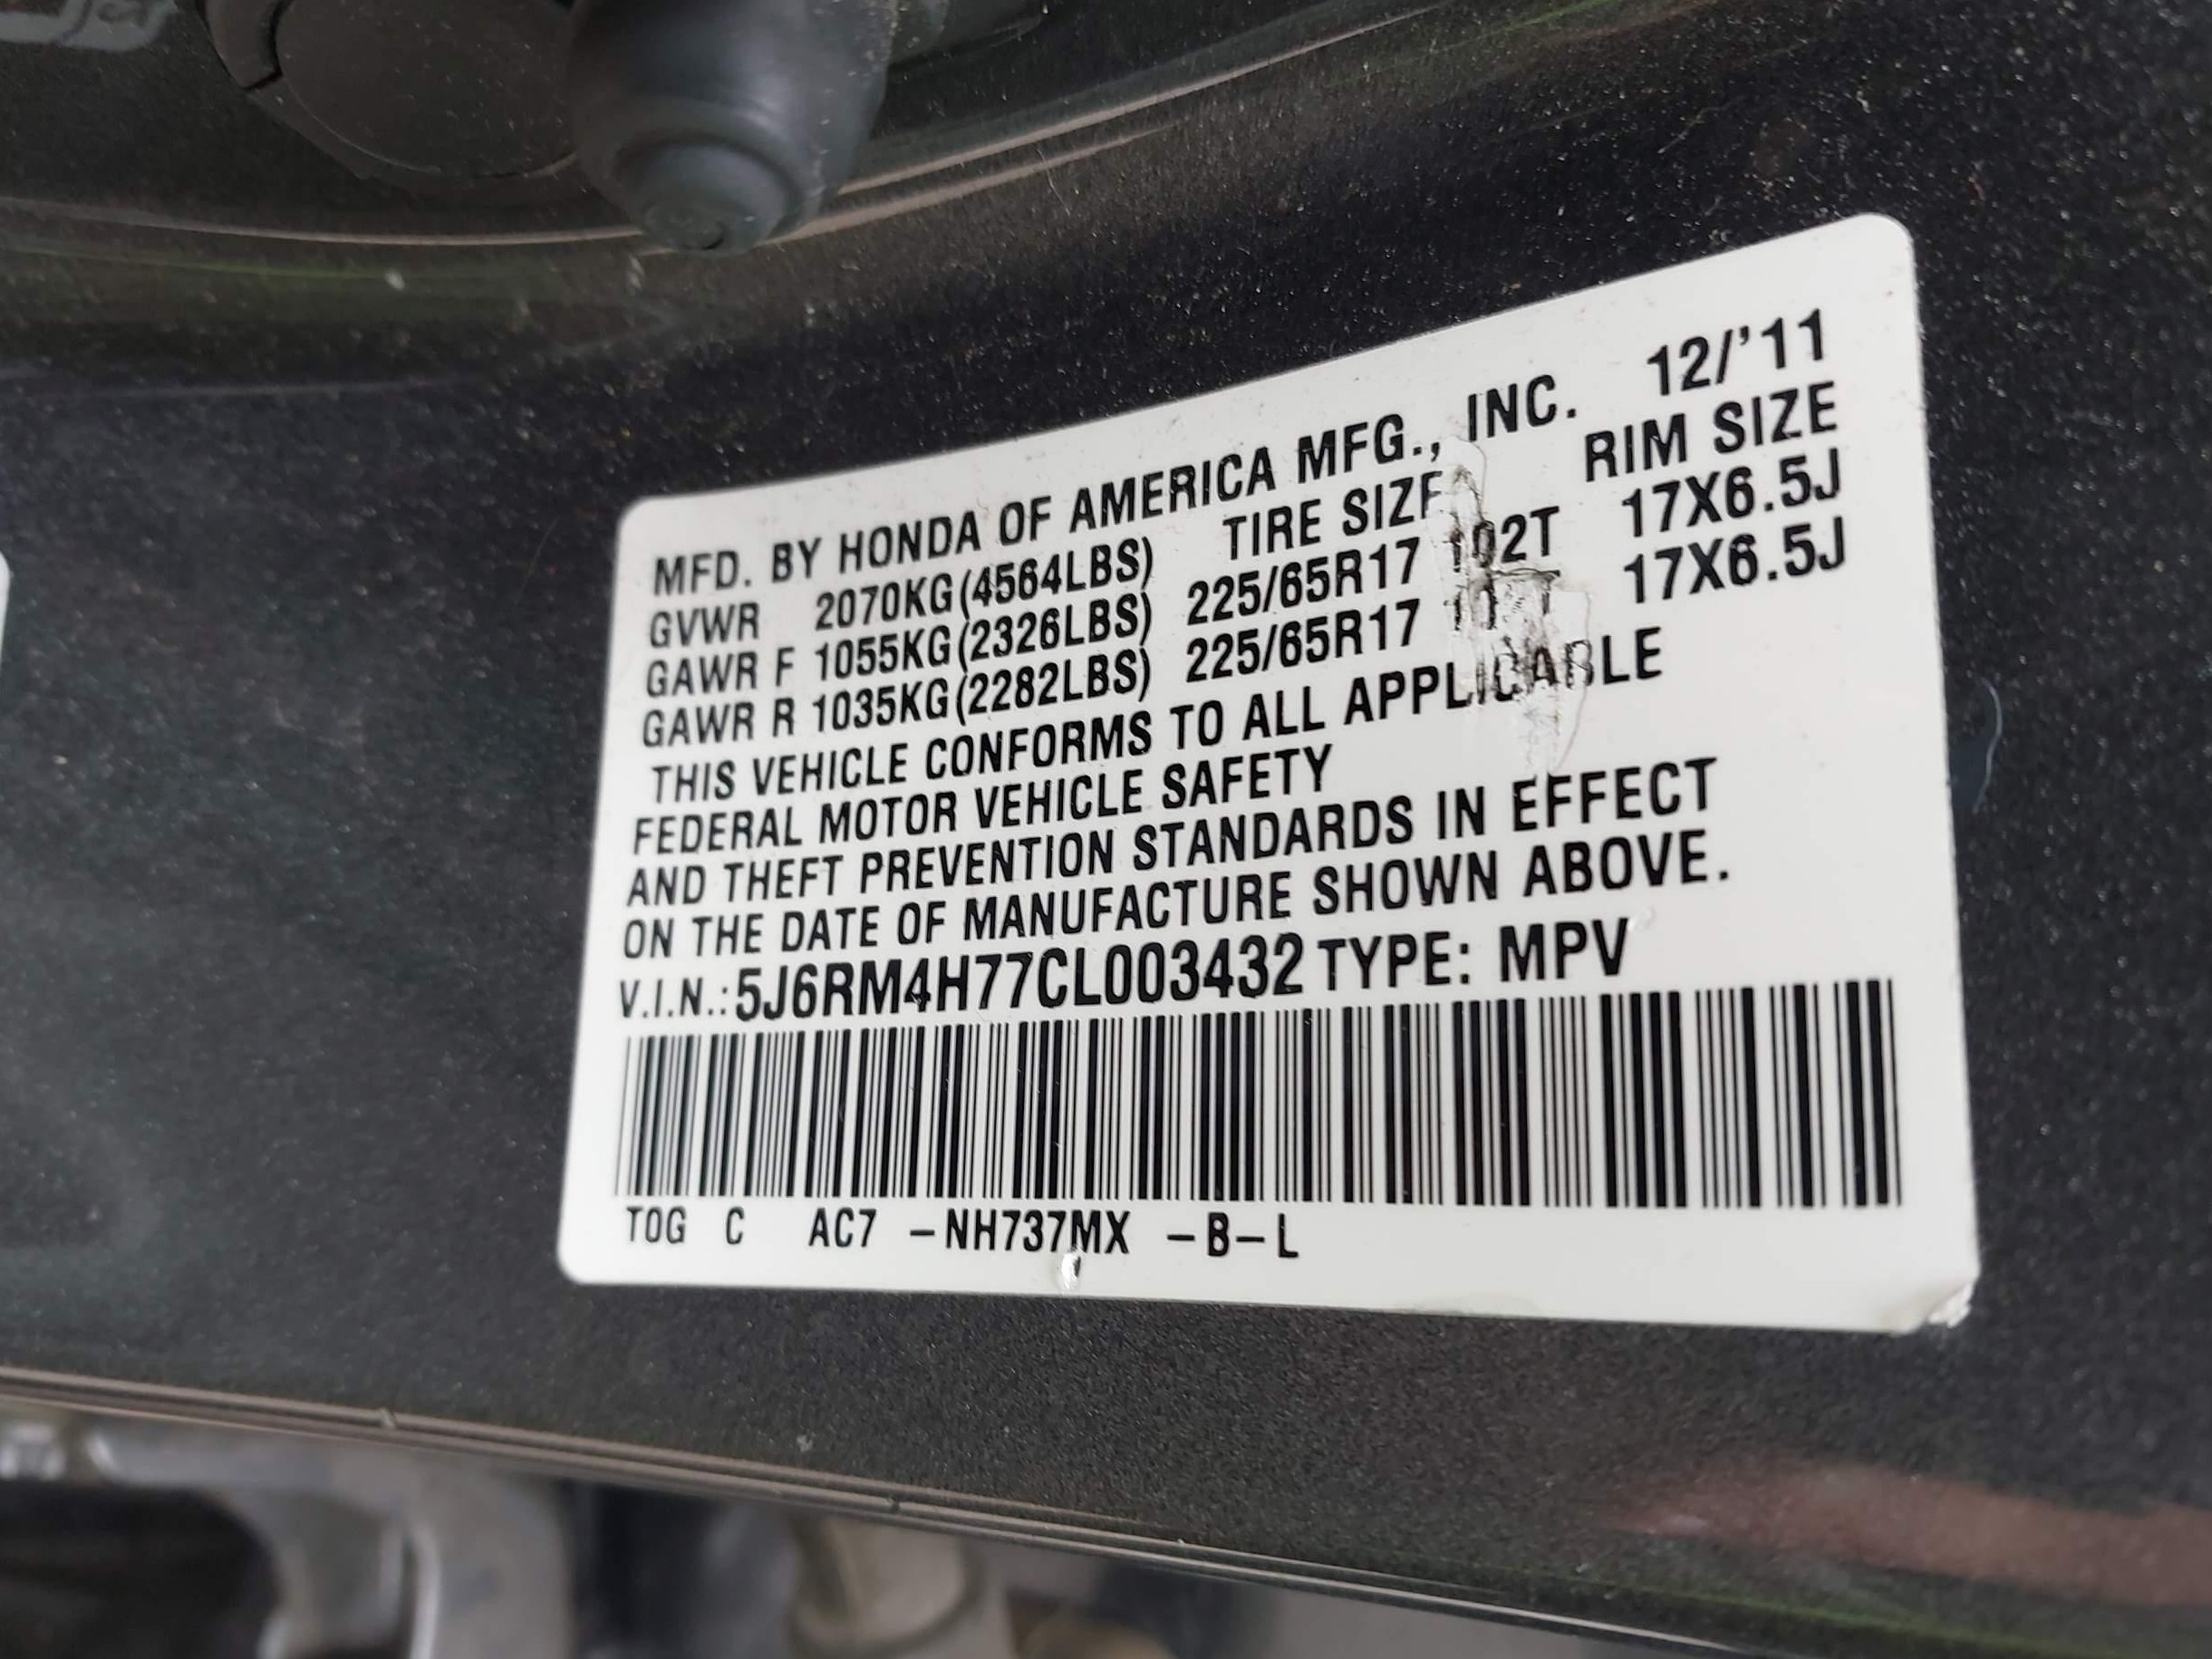 MFD. BY HONDA OF AMERICA MFG., INC. 12/'11
GVWR 2070KG(4564LBS) TIRE SIZE RIM SIZE
GAWR F 1055KG(2326LBS) 225/65R17 102T 17X6.5J
GAWR R 1035KG(2282LBS) 225/65R17 17X6.5J
THIS VEHICLE CONFORMS TO ALL APPLICABLE
FEDERAL MOTOR VEHICLE SAFETY
AND THEFT PREVENTION STANDARDS IN EFFECT
ON THE DATE OF MANUFACTURE SHOWN ABOVE.
V.I.N.:5J6RM4H77CL003432 TYPE: MPV
TOG C AC7 -NH737MX -B-L